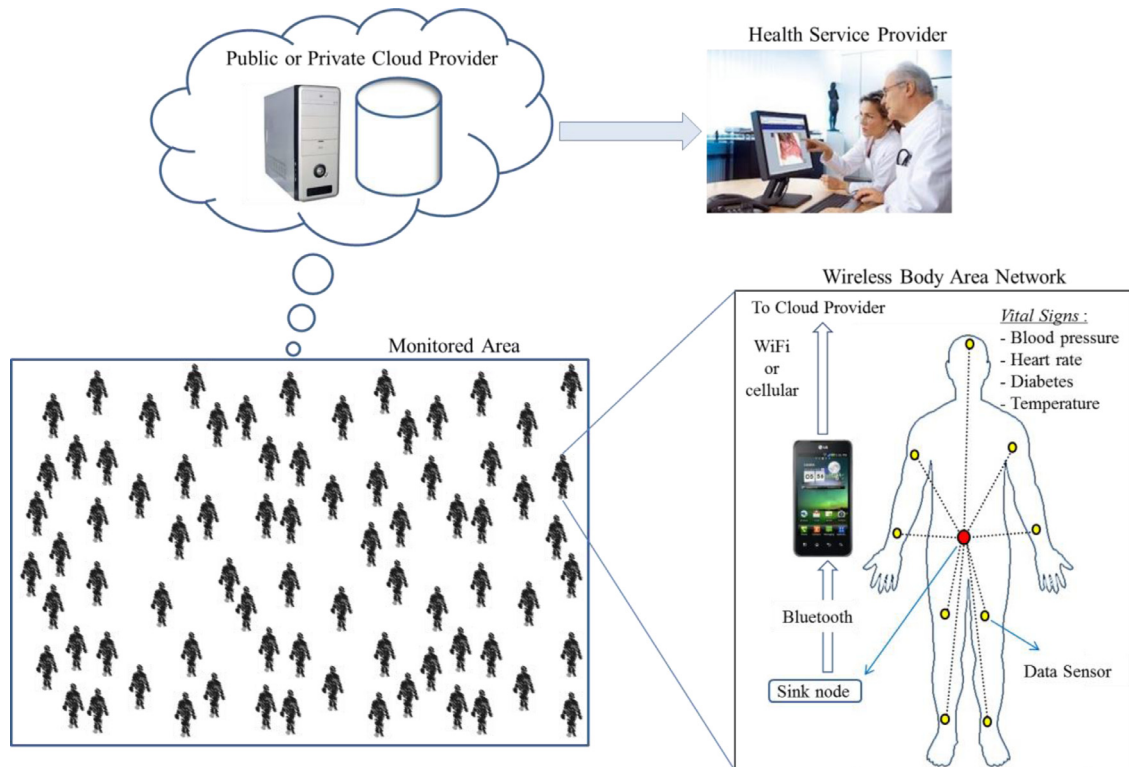 Public or Private Cloud Provider
Health Service Provider
Monitored Area
Wireless Body Area Network
To Cloud Provider
WiFi
or
cellular
Vital Signs :
- Blood pressure
- Heart rate
- Diabetes
- Temperature
LG
Bluetooth
Sink node
Data Sensor